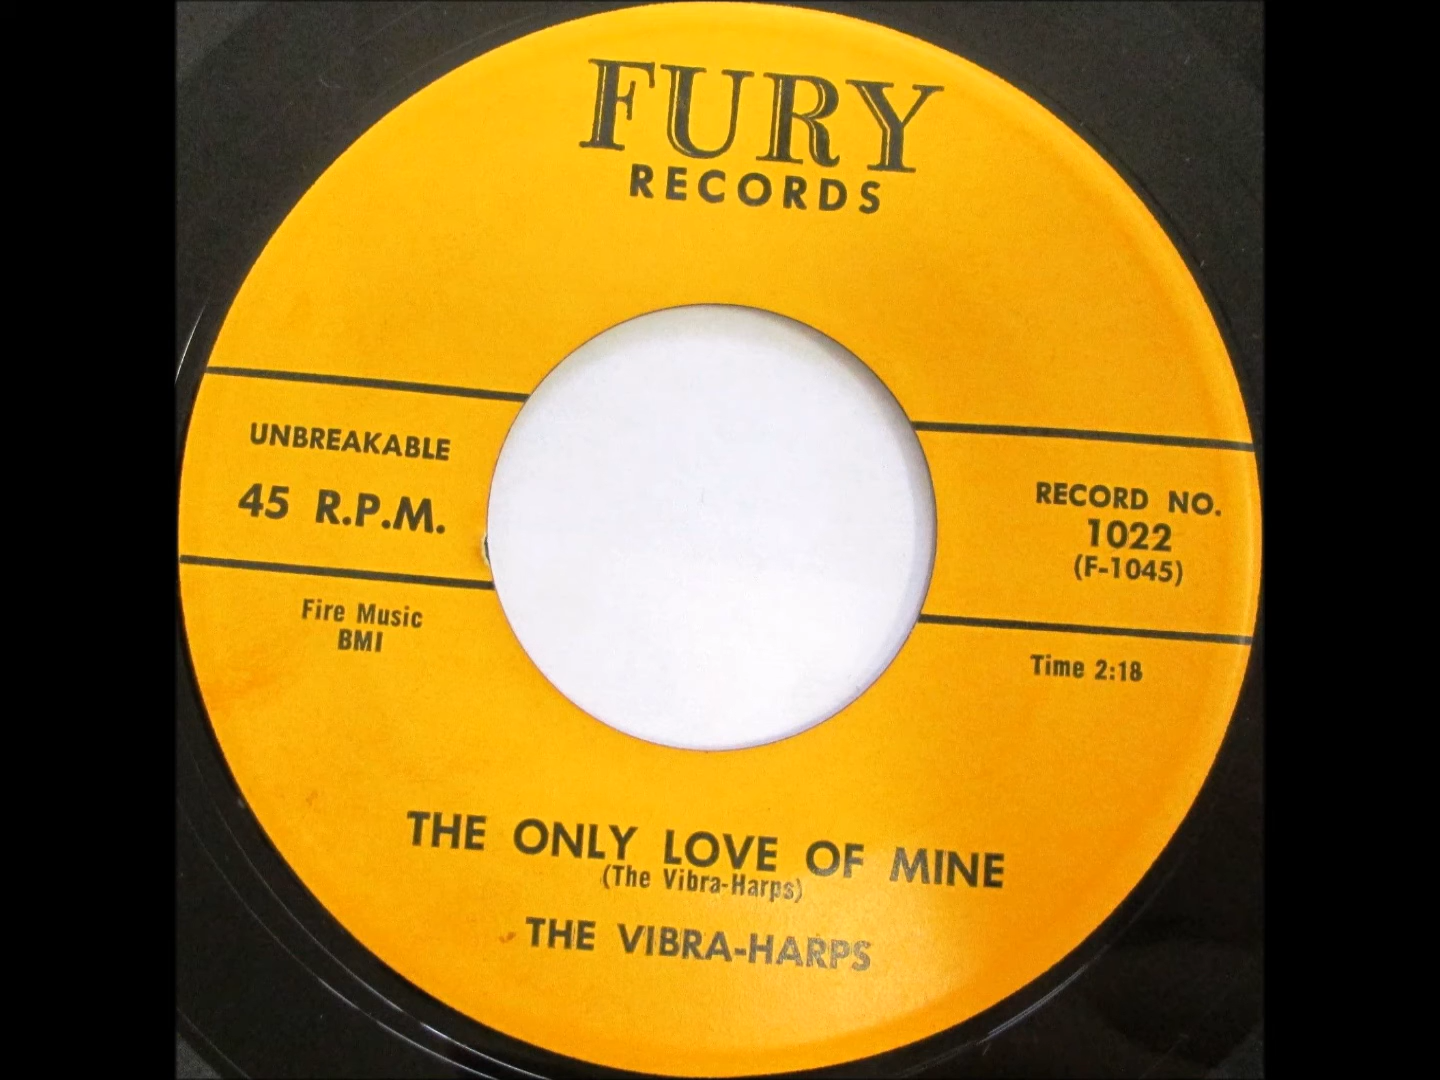 FURY
RECORDS
UNBREAKABLE
45 R.P.M.
Fire Music
BMI
RECORD NO.
1022
(F-1045)
Time 2:18
THE ONLY LOVE OF MINE
(The Vibra-Harps)
THE VIBRA-HARPS